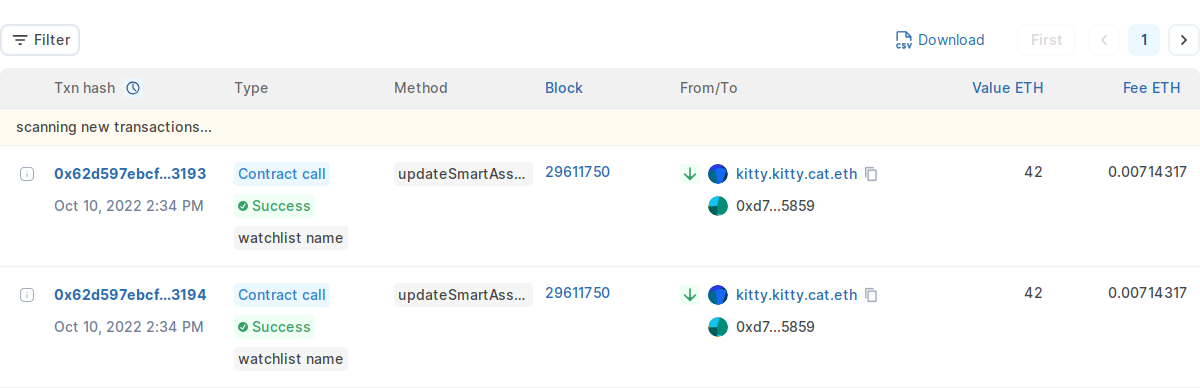 Filter
CSV Download First 1
Txn hash Type Method Block From/To Value ETH Fee ETH
scanning new transactions...
0x62d597ebcf...3193 Contract call updateSmartAss... 29611750 kitty.kitty.cat.eth 42 0.00714317
Oct 10, 2022 2:34 PM Success 0xd7...5859
watchlist name
0x62d597ebcf...3194 Contract call updateSmartAss... 29611750 kitty.kitty.cat.eth 42 0.00714317
Oct 10, 2022 2:34 PM Success 0xd7...5859
watchlist name